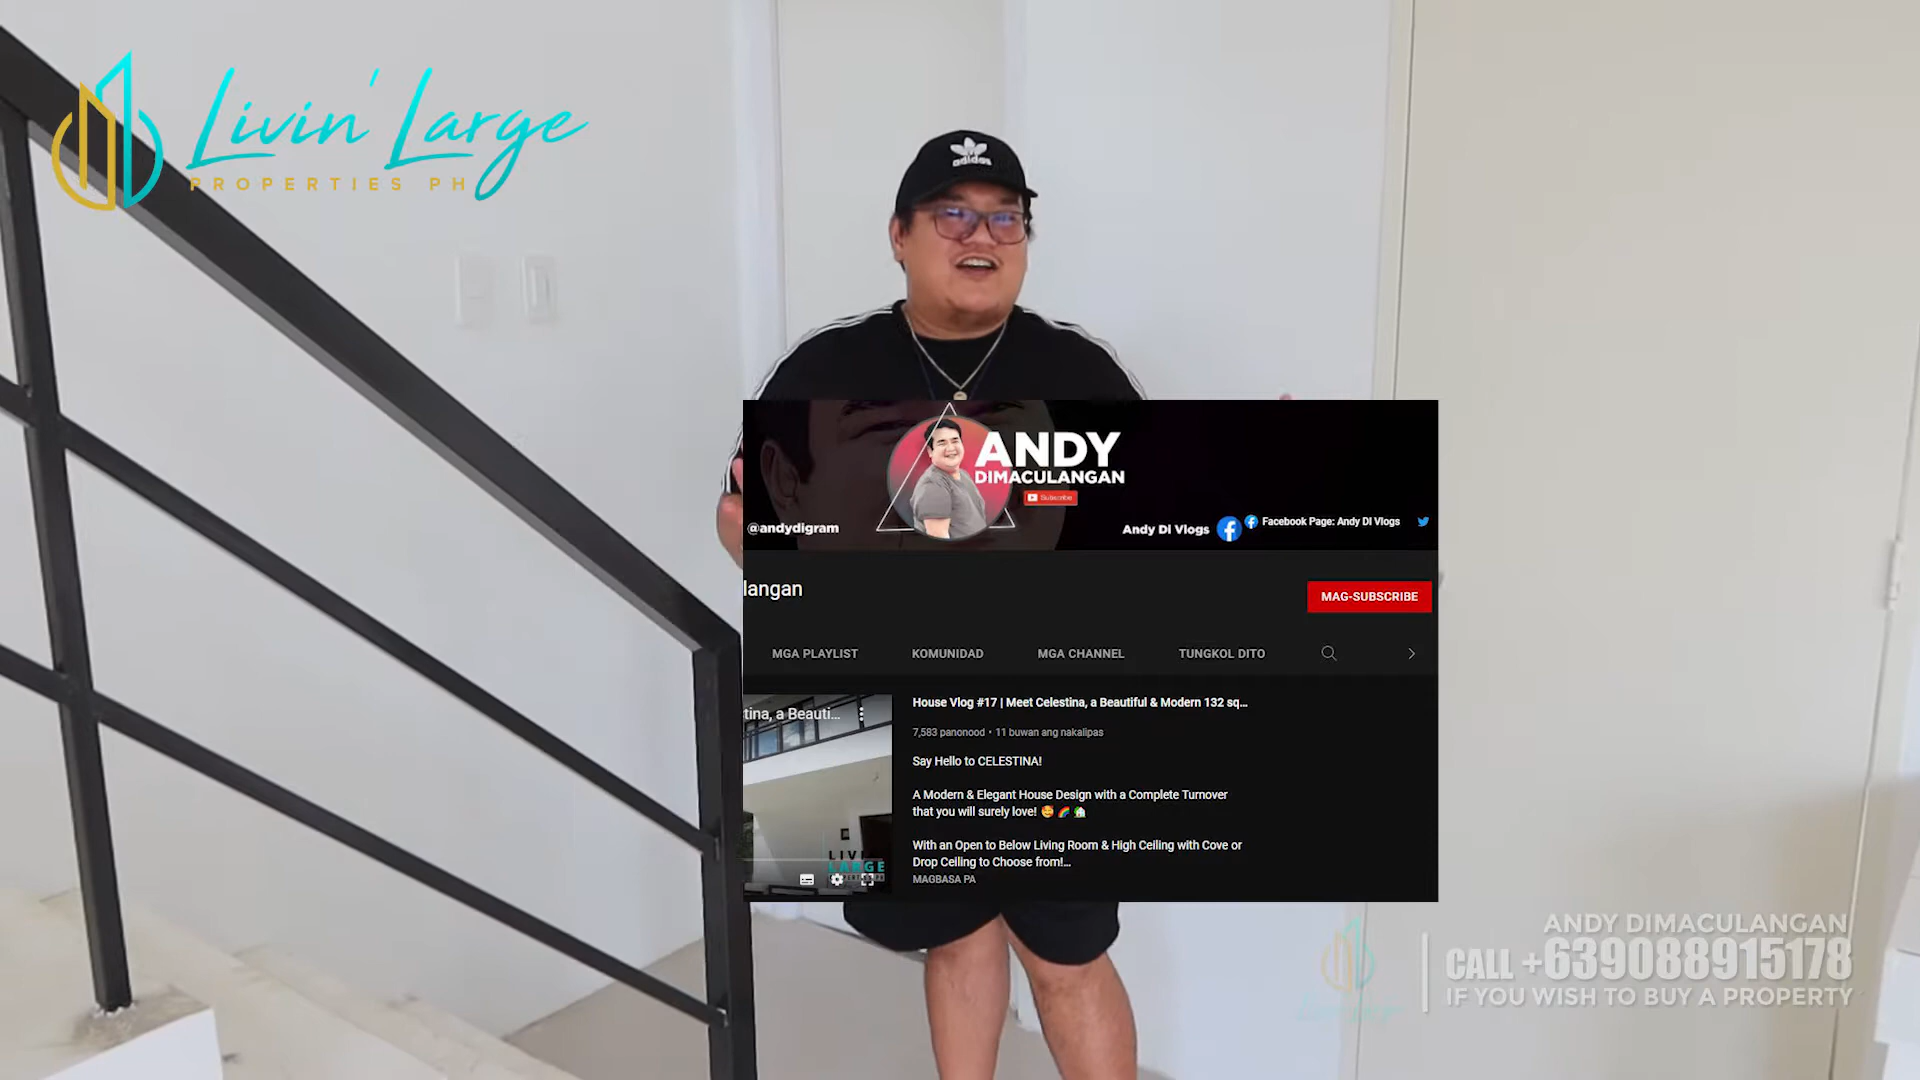 Livin' Large
PROPERTIES PH
adidas
ANDY
DIMACULANGAN
Subscribe
@andydigram
Andy Di Vlogs
Facebook Page: Andy DI Vlogs
langan
MAG-SUBSCRIBE
MGA PLAYLIST
KOMUNIDAD
MGA CHANNEL
TUNGKOL DITO
tina, a Beauti...
House Vlog #17 | Meet Celestina, a Beautiful & Modern 132 sq...
7,583 panonood • 11 buwan ang nakalipas
Say Hello to CELESTINA!
A Modern & Elegant House Design with a Complete Turnover
that you will surely love! 🥰 🌈 🏡
With an Open to Below Living Room & High Ceiling with Cove or
Drop Ceiling to Choose from!...
MAGBASA PA
LARGE
ANDY DIMACULANGAN
CALL +639088915178
IF YOU WISH TO BUY A PROPERTY